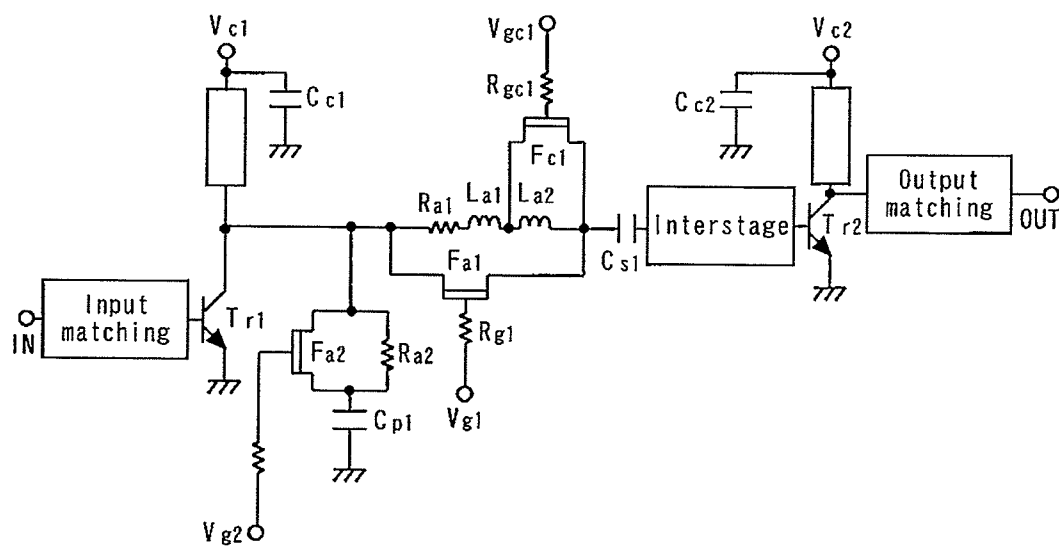 Vc1
Cc1
Vgc1
Rgc1
Fc1
Vc2
Cc2
Ra1
La1
La2
Fa1
Cs1
Interstage
Tr2
Output
matching
OUT
Input
matching
IN
Tr1
Fa2
Ra2
Cp1
Rg1
Vg1
Vg2